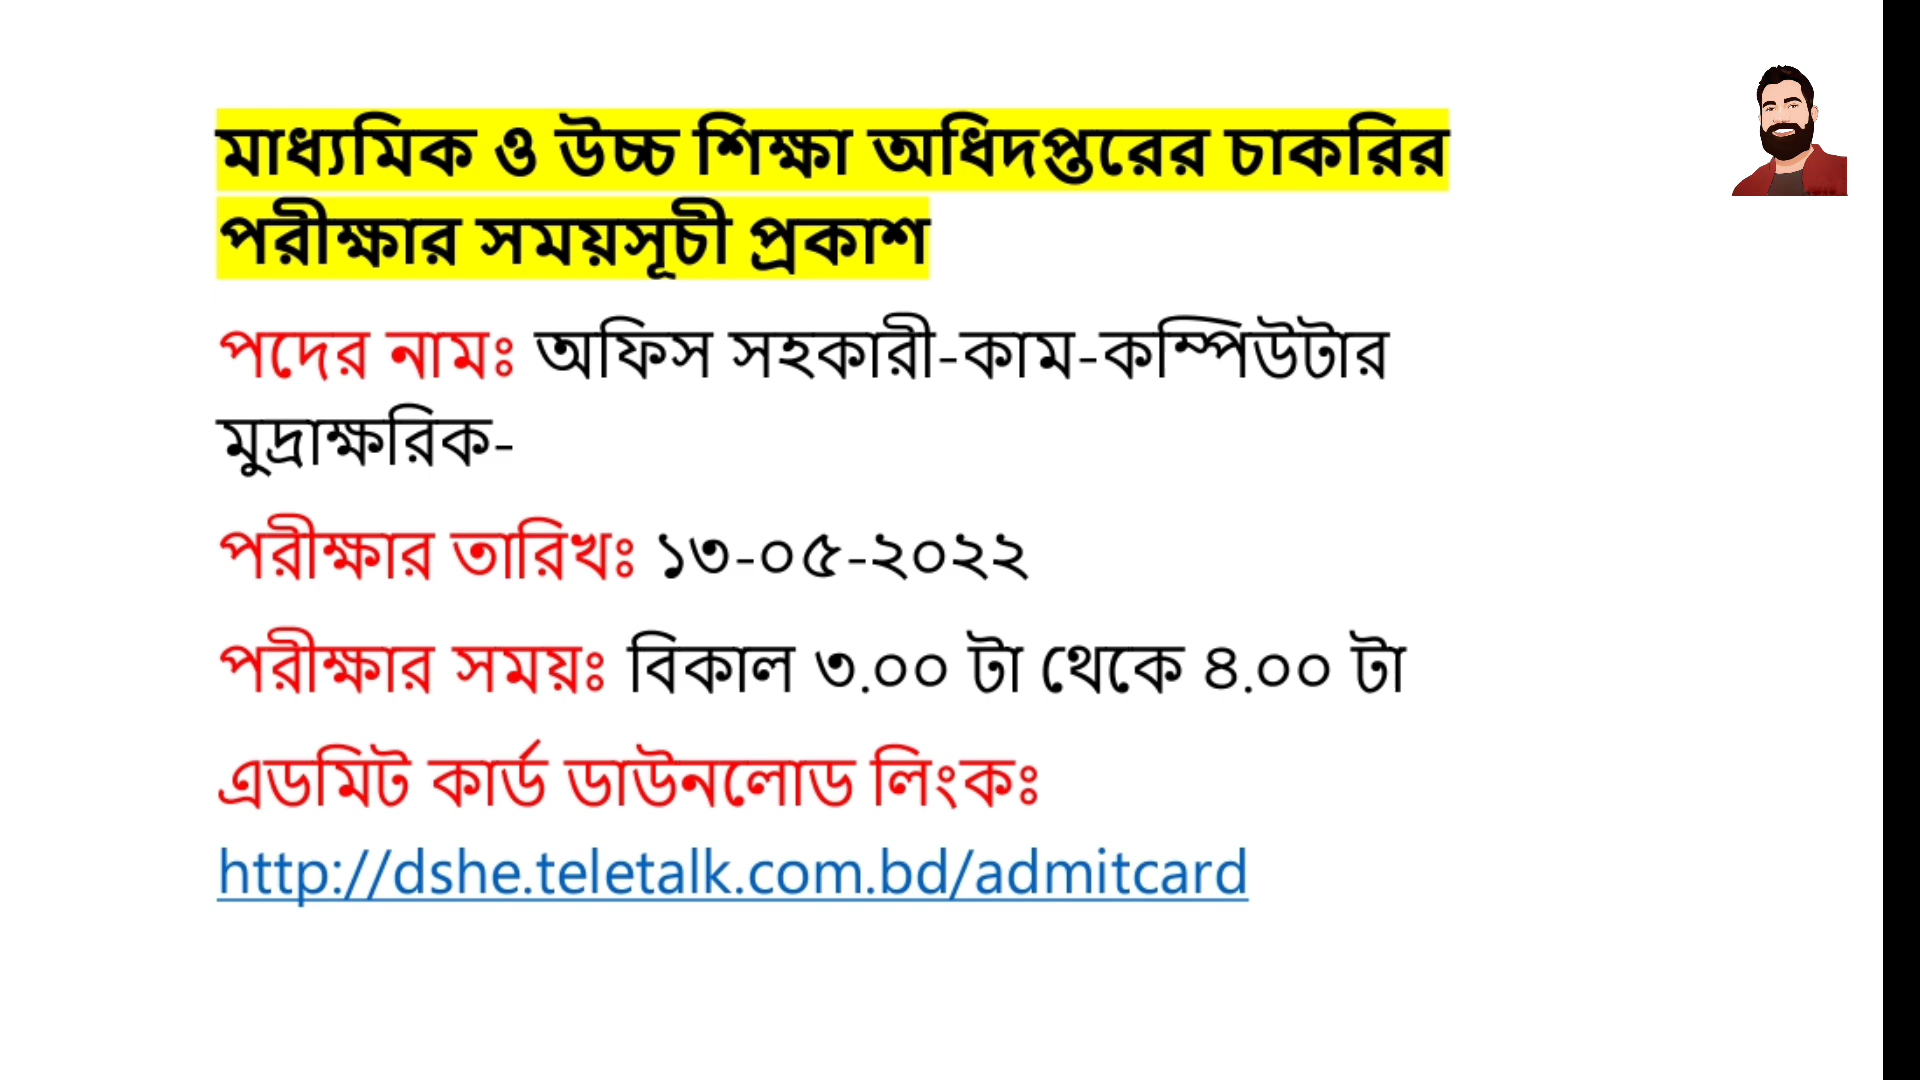 মাধ্যমিক ও উচ্চ শিক্ষা অধিদপ্তরের চাকরির
পরীক্ষার সময়সূচী প্রকাশ
পদের নামঃ অফিস সহকারী-কাম-কম্পিউটার
মুদ্রাক্ষরিক-
পরীক্ষার তারিখঃ ১৩-০৫-২০২২
পরীক্ষার সময়ঃ বিকাল ৩.০০ টা থেকে ৪.০০ টা
এডমিট কার্ড ডাউনলোড লিংকঃ
http://dshe.teletalk.com.bd/admitcard